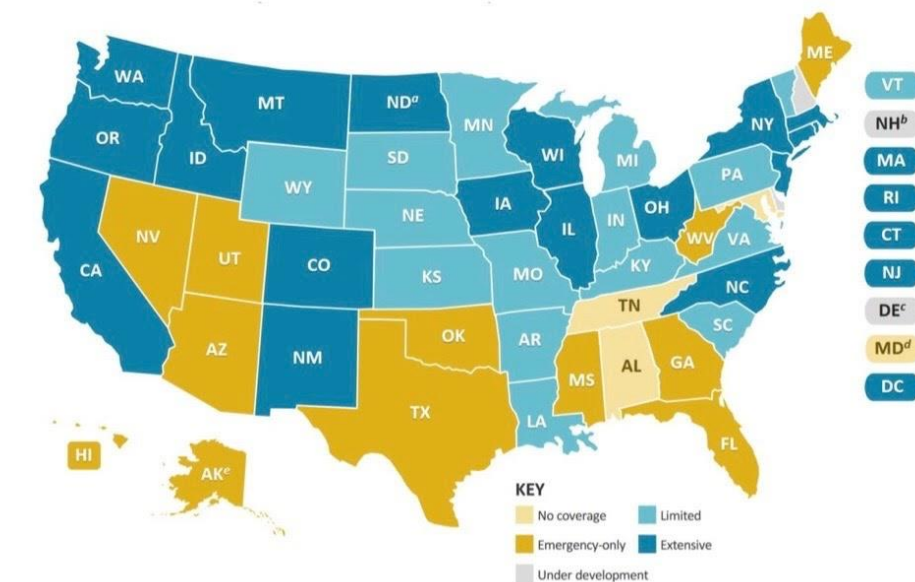 ME
WA
MT
ND^a
VT
MN
NH^b
OR
NY
ID
WI
MI
SD
MA
WY
PA
RI
IA
OH
NE
IN
CT
NV
IL
WV
VA
UT
CO
KY
CA
MO
NJ
KS
NC
TN
DE^c
SC
OK
AR
AZ
MD^d
NM
GA
AL
MS
DC
TX
LA
FL
HI
AK^e
KEY
No coverage
Limited
Emergency-only
Extensive
Under development